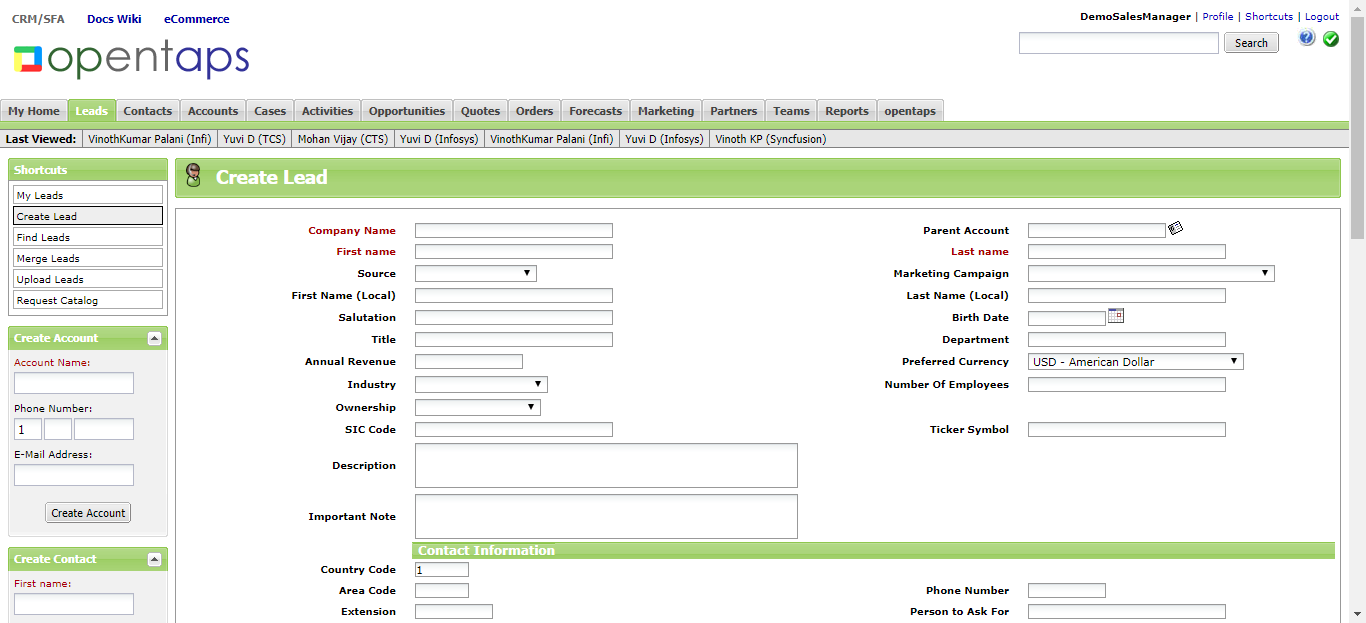 CRM/SFA Docs Wiki eCommerce
DemoSalesManager | Profile | Shortcuts | Logout
opentaps
Search
My Home Leads Contacts Accounts Cases Activities Opportunities Quotes Orders Forecasts Marketing Partners Teams Reports opentaps
Last Viewed: VinothKumar Palani (Infi) Yuvi D (TCS) Mohan Vijay (CTS) Yuvi D (Infosys) VinothKumar Palani (Infi) Yuvi D (Infosys) Vinoth KP (Syncfusion)
Shortcuts
My Leads
Create Lead
Find Leads
Merge Leads
Upload Leads
Request Catalog
Create Account
Account Name:
Phone Number:
1
E-Mail Address:
Create Account
Create Contact
First name:
Create Lead
Company Name Parent Account
First name Last name
Source Marketing Campaign
First Name (Local) Last Name (Local)
Salutation Birth Date
Title Department
Annual Revenue Preferred Currency USD - American Dollar
Industry Number Of Employees
Ownership
SIC Code Ticker Symbol
Description
Important Note
Contact Information
Country Code 1
Area Code Phone Number
Extension Person to Ask For